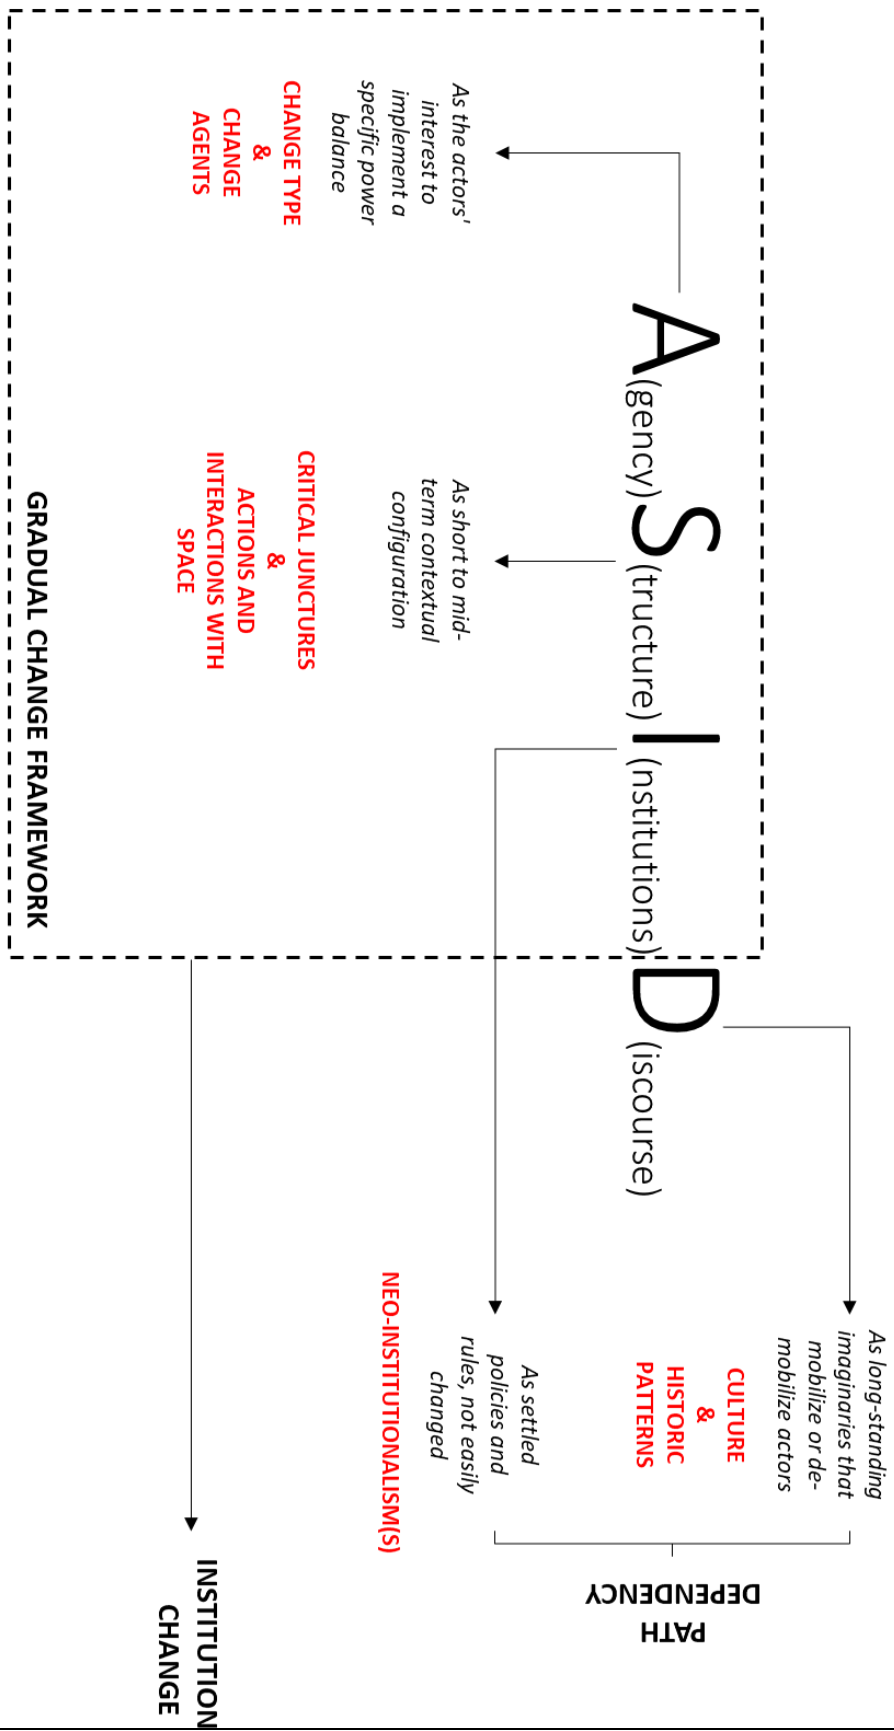 A(gency) S(tructure) I(nstitutions) D(iscourse)
As the actors'
interest to
implement a
specific power
balance
CHANGE TYPE
&
CHANGE
AGENTS
As short to mid-
term contextual
configuration
CRITICAL JUNCTURES
&
ACTIONS AND
INTERACTIONS WITH
SPACE
GRADUAL CHANGE FRAMEWORK
As long-standing
imaginaries that
mobilize or de-
mobilize actors
CULTURE
&
HISTORIC
PATTERNS
As settled
policies and
rules, not easily
changed
NEO-INSTITUTIONALISM(S)
PATH
DEPENDENCY
INSTITUTION
CHANGE